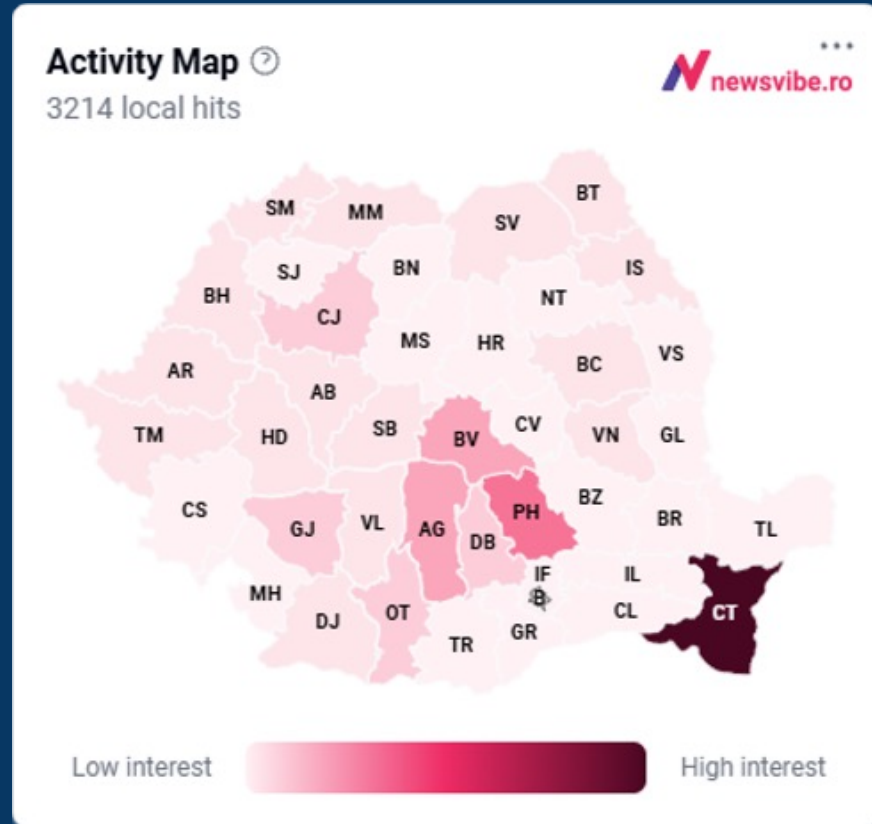 Activity Map ?
newsvibe.ro
3214 local hits
BT
SM
MM
SV
SJ
BN
IS
BH
NT
CJ
MS
HR
VS
BC
AR
AB
SB
CV
TM
HD
BV
VN
GL
BZ
CS
PH
BR
GJ
VL
AG
TL
DB
IF
IL
MH
B
CL
CT
OT
DJ
GR
TR
Low interest
High interest